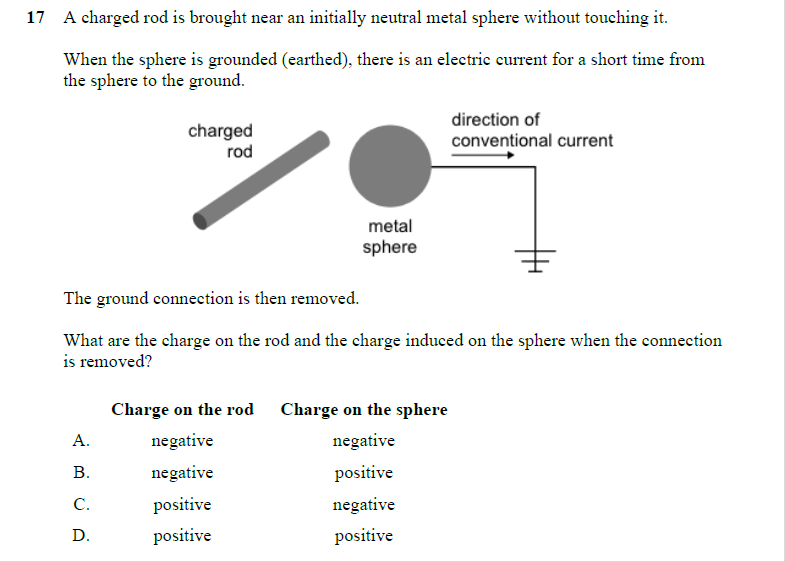 17 A charged rod is brought near an initially neutral metal sphere without touching it.
When the sphere is grounded (earthed), there is an electric current for a short time from
the sphere to the ground.
charged
rod
direction of
conventional current
metal
sphere
The ground connection is then removed.
What are the charge on the rod and the charge induced on the sphere when the connection
is removed?
Charge on the rod Charge on the sphere
A. negative negative
B. negative positive
C. positive negative
D. positive positive